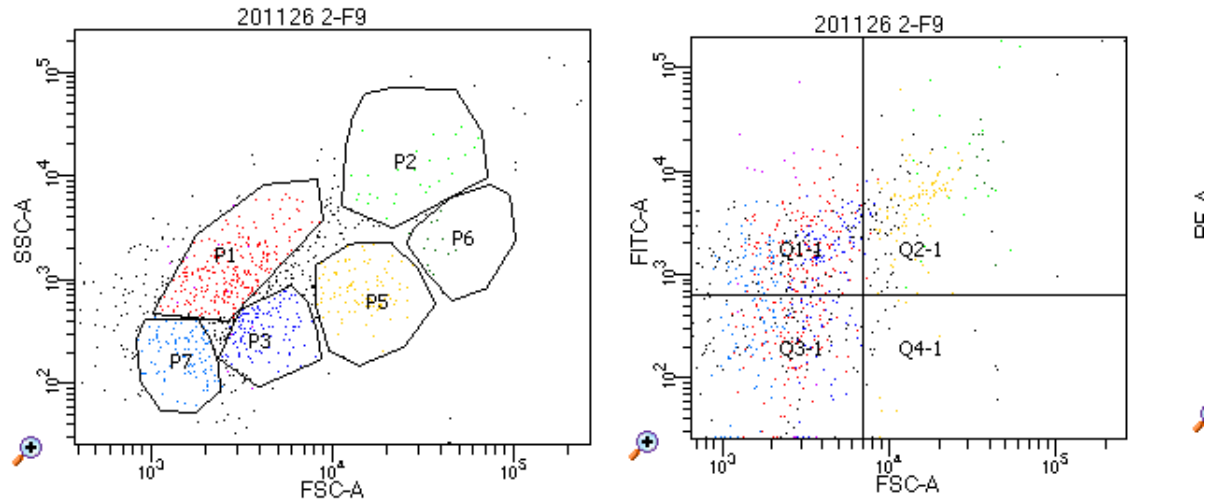 201126 2-F9
SSC-A
10^5
10^4
10^3
10^2
P2
P1
P6
P5
P3
P7
10^3
10^4
10^5
FSC-A
201126 2-F9
FITC-A
10^5
10^4
10^3
10^2
Q1-1
Q2-1
Q3-1
Q4-1
10^3
10^4
10^5
FSC-A